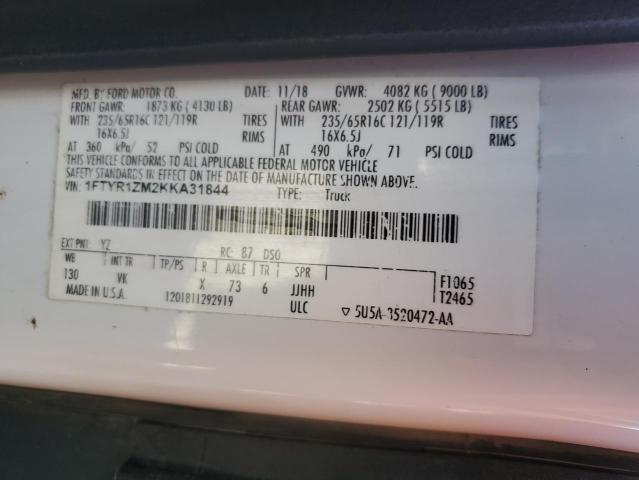 MFD. BY FORD MOTOR CO. DATE: 11/18 GVWR: 4082 KG ( 9000 LB)
FRONT GAWR: 1873 KG ( 4130 LB) REAR GAWR: 2502 KG ( 5515 LB)
WITH 235/65R16C 121/119R TIRES WITH 235/65R16C 121/119R TIRES
16X6.5J RIMS 16X6.5J RIMS
AT 360 kPa/ 52 PSI COLD AT 490 kPa/ 71 PSI COLD
THIS VEHICLE CONFORMS TO ALL APPLICABLE FEDERAL MOTOR VEHICLE
SAFETY STANDARDS IN EFFECT ON THE DATE OF MANUFACTURE SHOWN ABOVE.
VIN: 1FTYR1ZM2KKA31844 TYPE: Truck
EXT PNT: YZ RC: 87 DSO:
WB INT TR TP/PS R AXLE TR SPR F1065
130 VK X 73 6 JJHH T2465
MADE IN U.S.A. 1201811292919 ULC ▽ 5U5A-3520472-AA